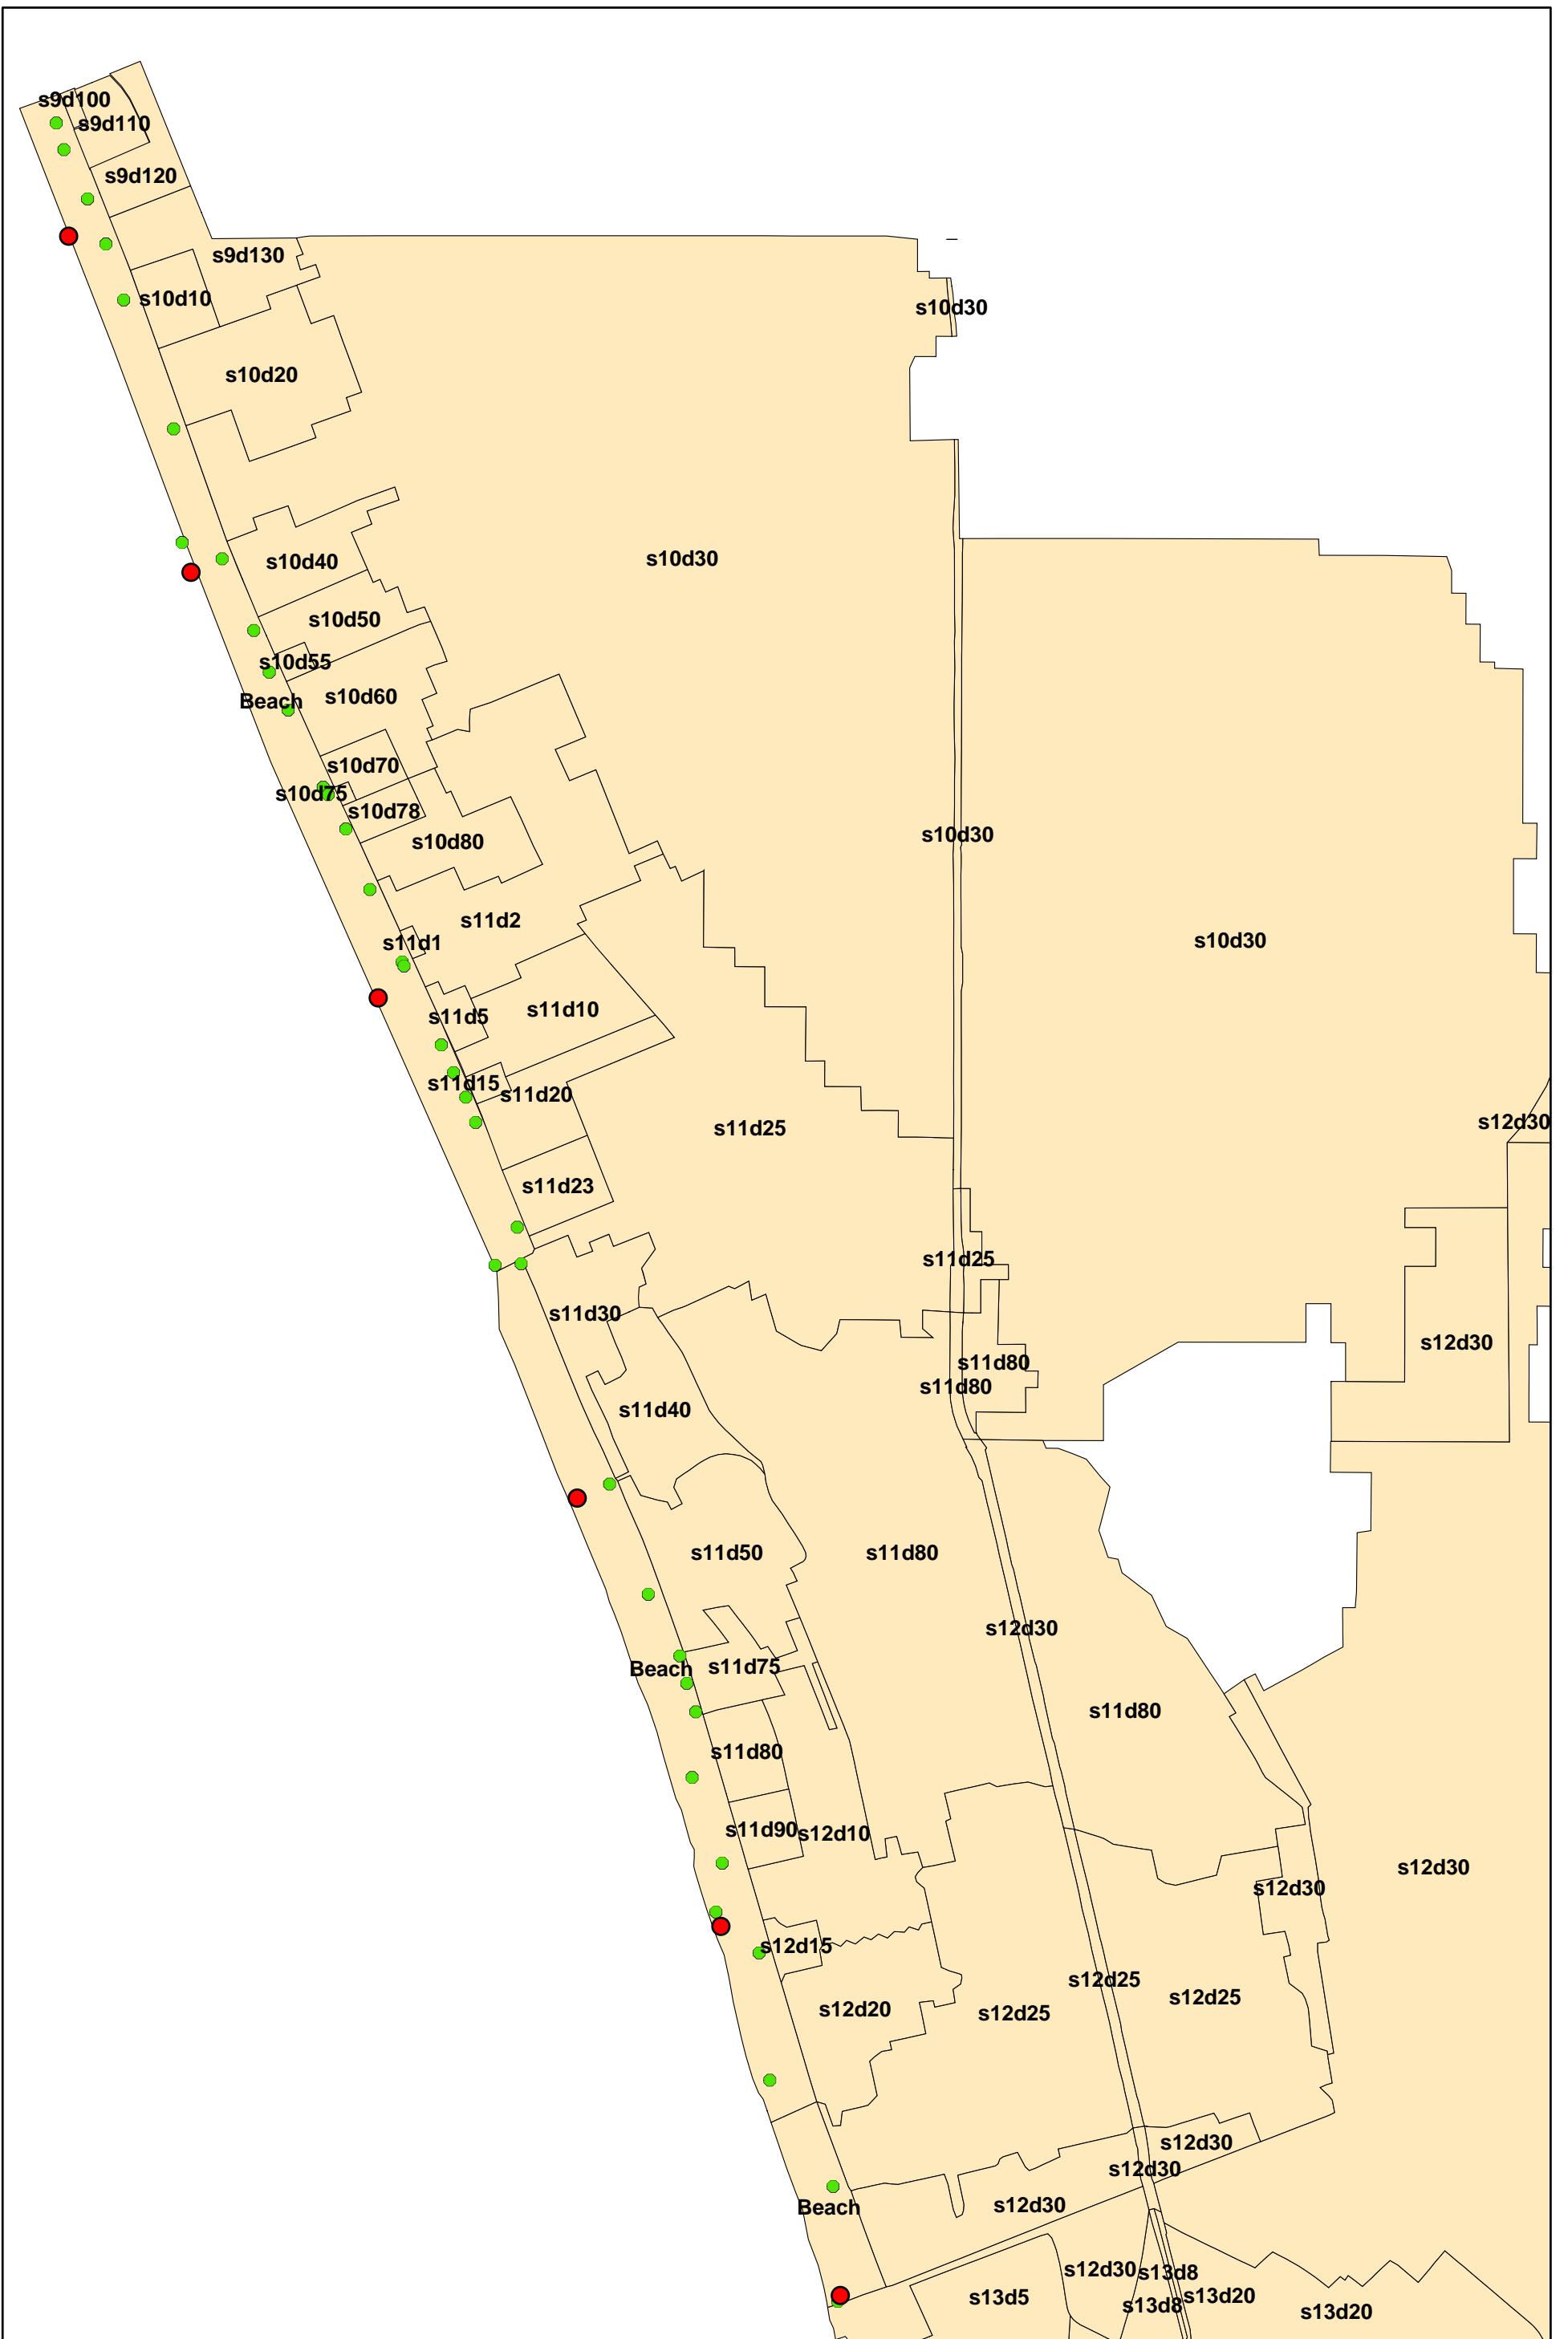 s9d100
s9d110
s9d120
s9d130
s10d10
s10d30
s10d20
s10d30
s10d40
s10d50
s10d55
s10d60
Beach
s10d70
s10d75
s10d78
s10d30
s10d80
s11d2
s10d30
s11d1
s11d10
s11d5
s11d15
s11d20
s12d30
s11d25
s11d23
s11d25
s11d30
s12d30
s11d80
s11d80
s11d40
s11d50
s11d80
s12d30
Beach
s11d75
s11d80
s11d80
s11d90
s12d10
s12d30
s12d30
s12d15
s12d25
s12d25
s12d20
s12d25
s12d30
s12d30
s12d30
Beach
s12d30
s13d8
s13d5
s13d20
s13d8
s13d20